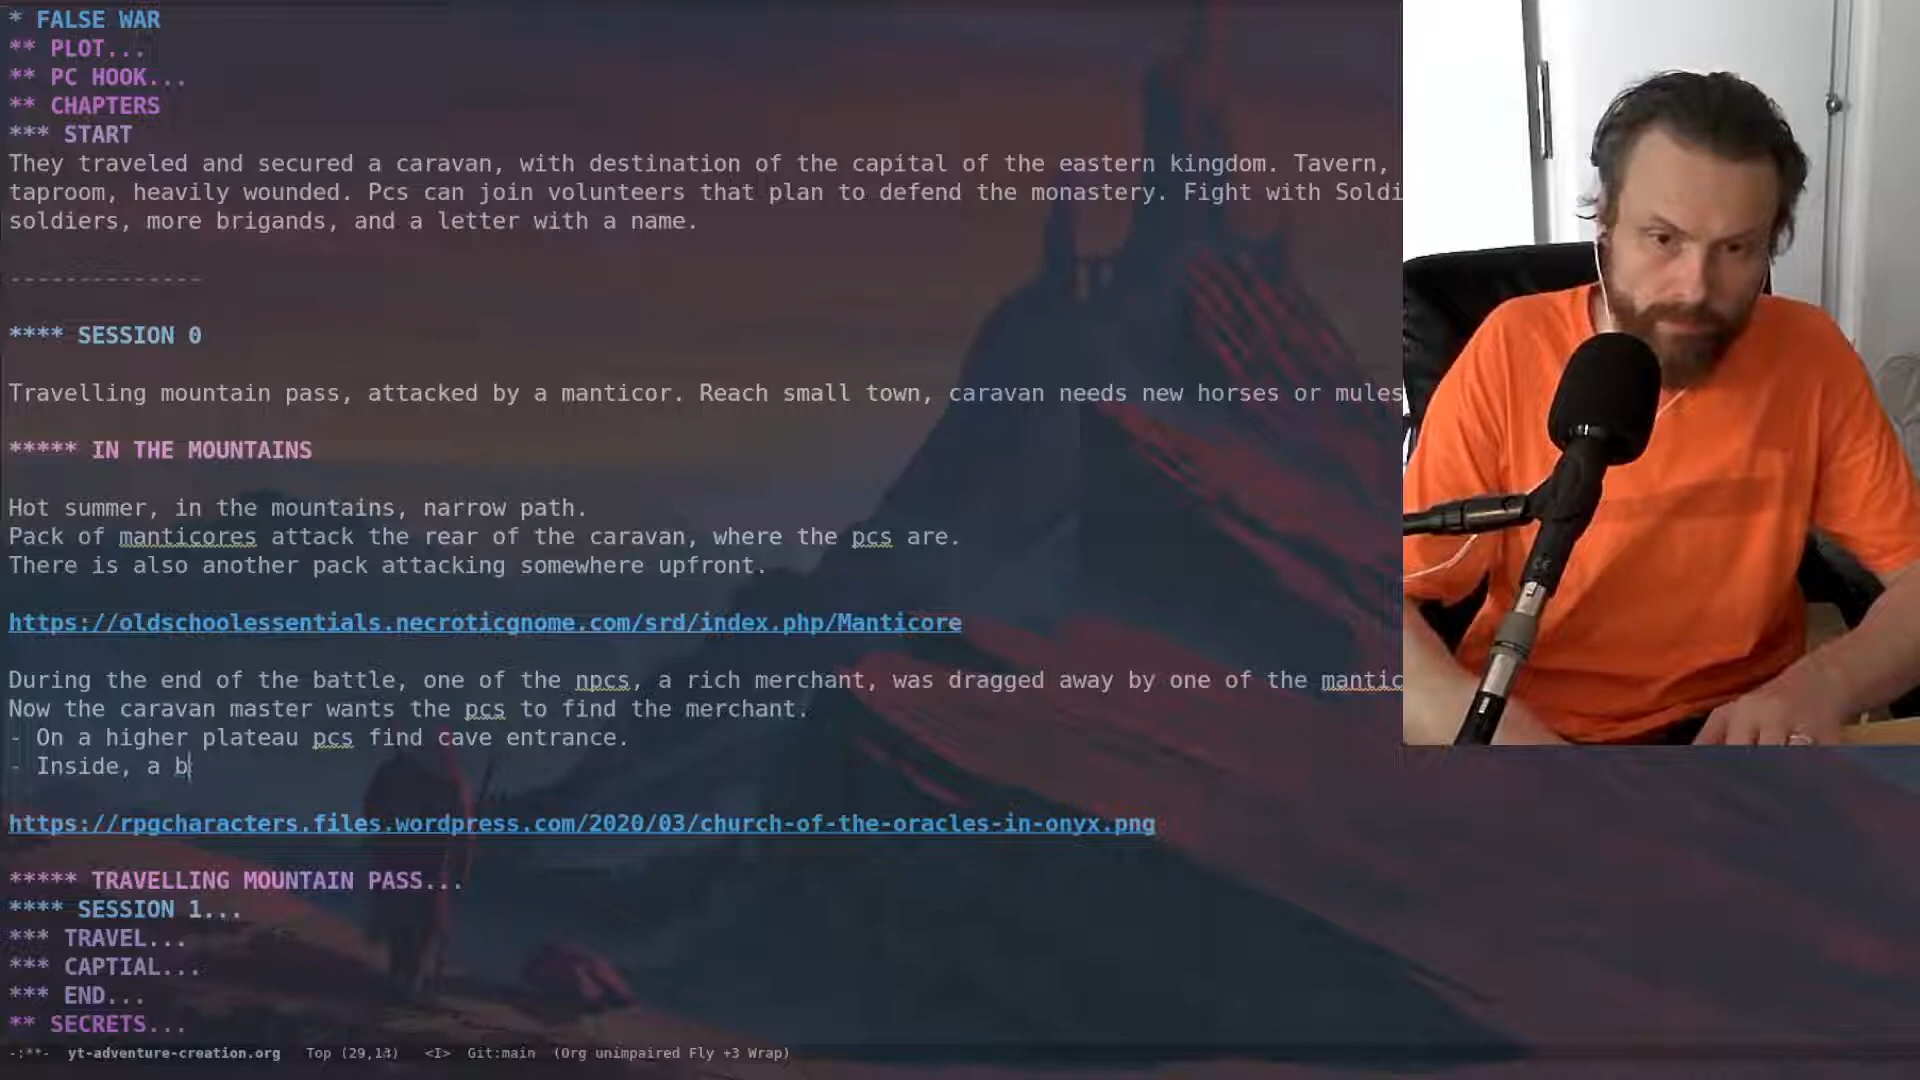 * FALSE WAR
** PLOT...
** PC HOOK...
** CHAPTERS
*** START
They traveled and secured a caravan, with destination of the capital of the eastern kingdom. Tavern,
taproom, heavily wounded. Pcs can join volunteers that plan to defend the monastery. Fight with Soldi
soldiers, more brigands, and a letter with a name.
--------------
**** SESSION 0
Travelling mountain pass, attacked by a manticor. Reach small town, caravan needs new horses or mules
***** IN THE MOUNTAINS
Hot summer, in the mountains, narrow path.
Pack of manticores attack the rear of the caravan, where the pcs are.
There is also another pack attacking somewhere upfront.
https://oldschoolessentials.necroticgnome.com/srd/index.php/Manticore
During the end of the battle, one of the npcs, a rich merchant, was dragged away by one of the mantic
Now the caravan master wants the pcs to find the merchant.
- On a higher plateau pcs find cave entrance.
- Inside, a b
https://rpgcharacters.files.wordpress.com/2020/03/church-of-the-oracles-in-onyx.png
***** TRAVELLING MOUNTAIN PASS...
**** SESSION 1...
*** TRAVEL...
*** CAPTIAL...
*** END...
** SECRETS...
-:**-  yt-adventure-creation.org   Top (29,13)   <I>  Git:main  (Org unimpaired Fly +3 Wrap)